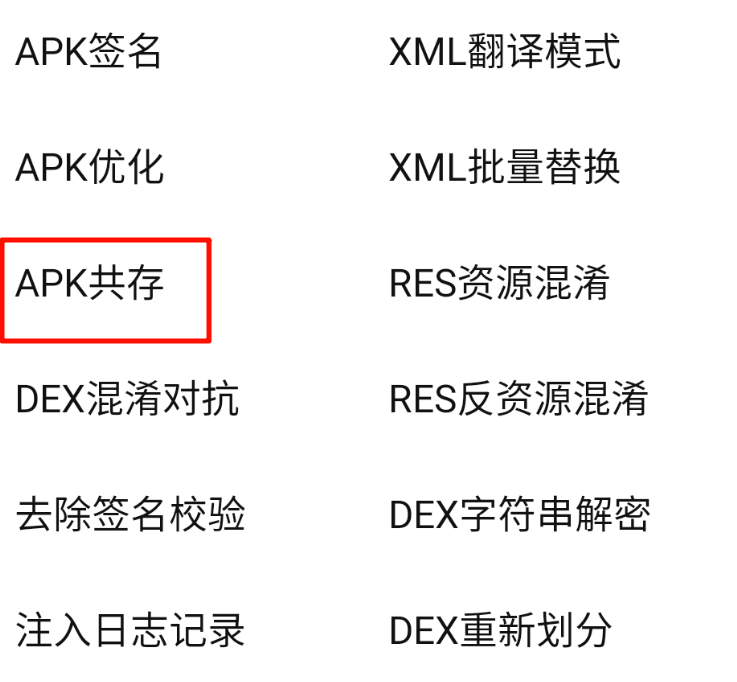 APK签名
XML翻译模式
APK优化
XML批量替换
APK共存
RES资源混淆
DEX混淆对抗
RES反资源混淆
去除签名校验
DEX字符串解密
注入日志记录
DEX重新划分